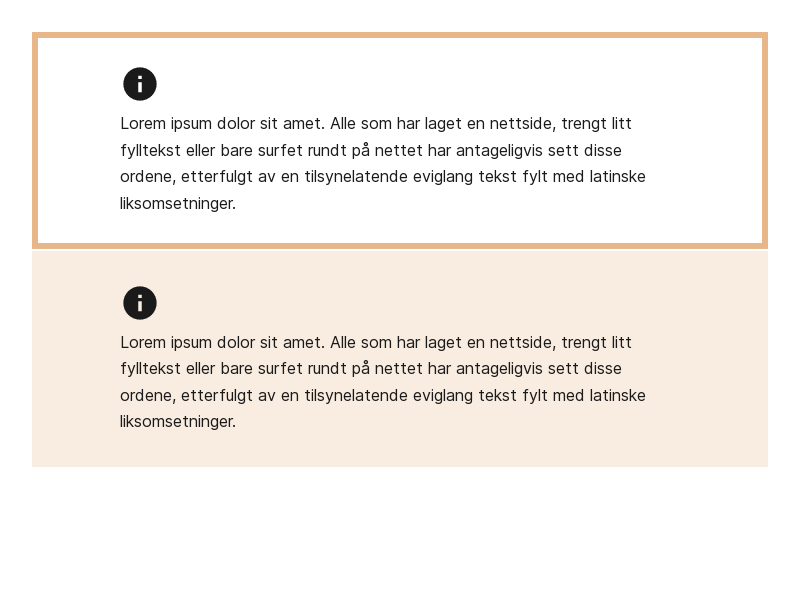 Lorem ipsum dolor sit amet. Alle som har laget en nettside, trengt litt
fylltekst eller bare surfet rundt på nettet har antageligvis sett disse
ordene, etterfulgt av en tilsynelatende eviglang tekst fylt med latinske
liksomsetninger.
Lorem ipsum dolor sit amet. Alle som har laget en nettside, trengt litt
fylltekst eller bare surfet rundt på nettet har antageligvis sett disse
ordene, etterfulgt av en tilsynelatende eviglang tekst fylt med latinske
liksomsetninger.